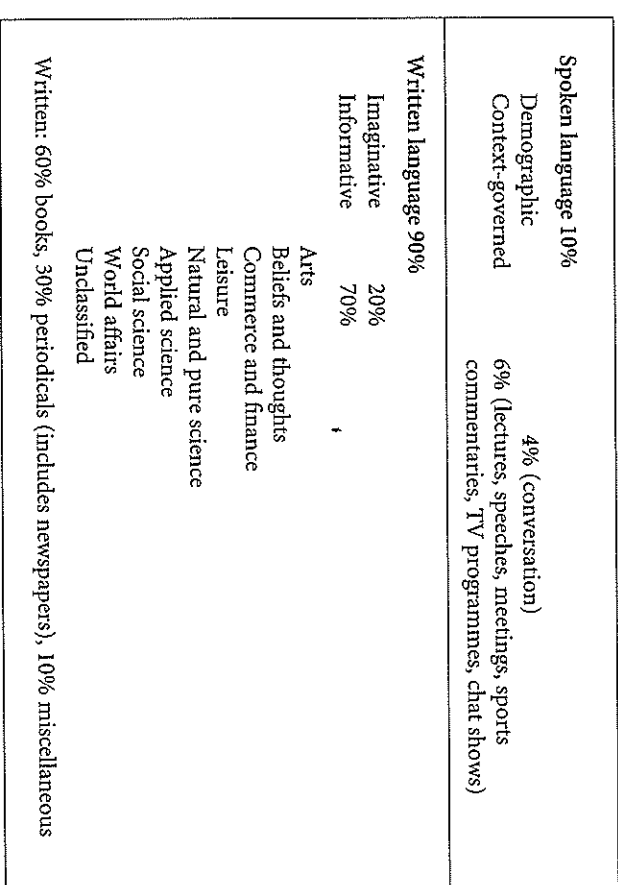 Spoken language 10%
Demographic 4% (conversation)
Context-governed 6% (lectures, speeches, meetings, sports
commentaries, TV programmes, chat shows)
Written language 90%
Imaginative 20%
Informative 70%
Arts
Beliefs and thoughts
Commerce and finance
Leisure
Natural and pure science
Applied science
Social science
World affairs
Unclassified
Written: 60% books, 30% periodicals (includes newspapers), 10% miscellaneous